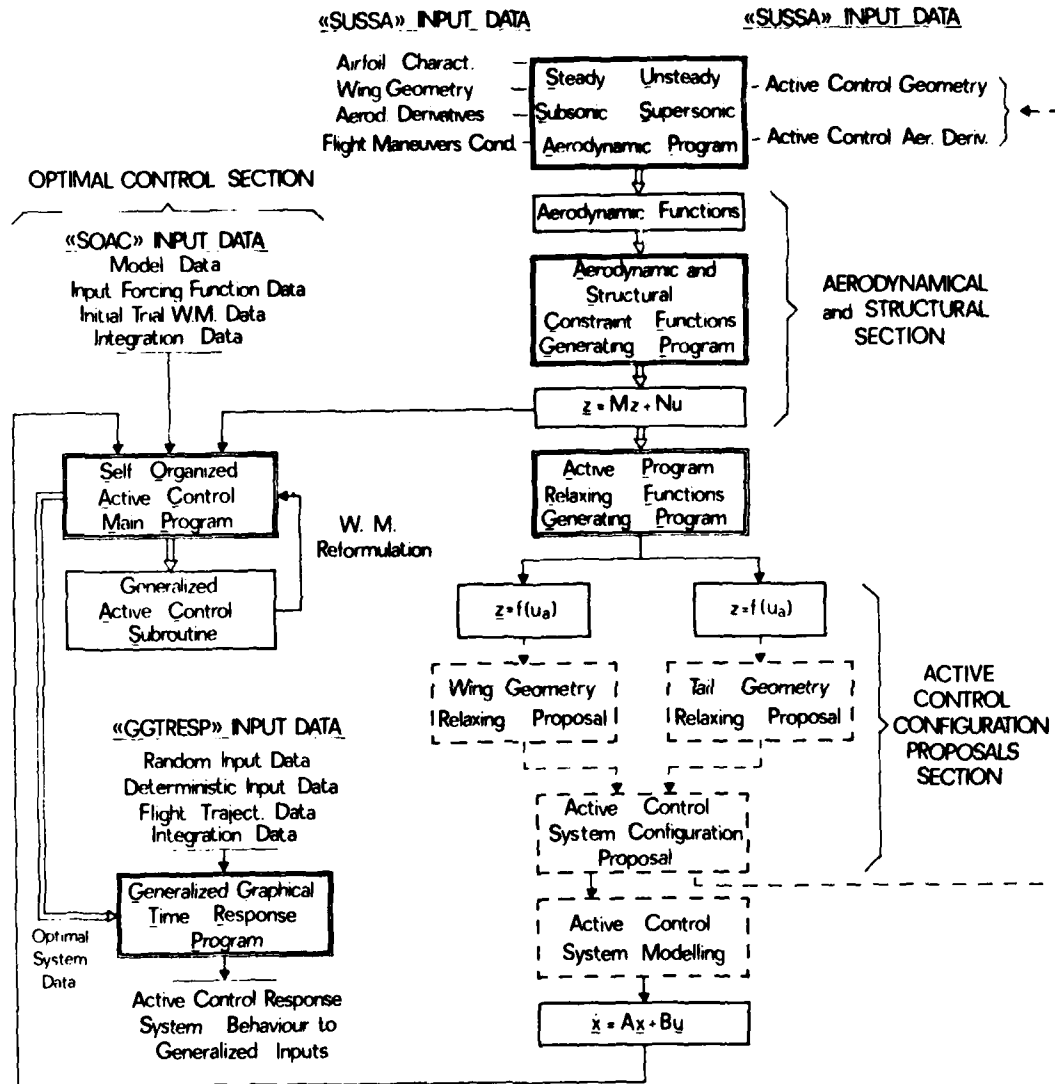 «SUSSA» INPUT DATA
«SUSSA» INPUT DATA
Airfoil Charact.
Wing Geometry
Aerod. Derivatives
Flight Maneuvers Cond.
Steady Unsteady
Subsonic Supersonic
Aerodynamic Program
Active Control Geometry
Active Control Aer. Deriv.
OPTIMAL CONTROL SECTION
«SOAC» INPUT DATA
Model Data
Input Forcing Function Data
Initial Trial W.M. Data
Integration Data
Aerodynamic Functions
Aerodynamic and
Structural
Constraint Functions
Generating Program
z = Mz + Nu
AERODYNAMICAL
and STRUCTURAL
SECTION
Self Organized
Active Control
Main Program
W. M.
Reformulation
Generalized
Active Control
Subroutine
Active Program
Relaxing Functions
Generating Program
z = f(ua)
z = f(ua)
Wing Geometry
Relaxing Proposal
Tail Geometry
Relaxing Proposal
ACTIVE
CONTROL
CONFIGURATION
PROPOSALS
SECTION
Active Control
System Configuration
Proposal
Active Control
System Modelling
ẋ = Ax + Bu
«GGTRESP» INPUT DATA
Random Input Data
Deterministic Input Data
Flight Traject. Data
Integration Data
Generalized Graphical
Time Response
Program
Optimal
System
Data
Active Control Response
System Behaviour to
Generalized Inputs